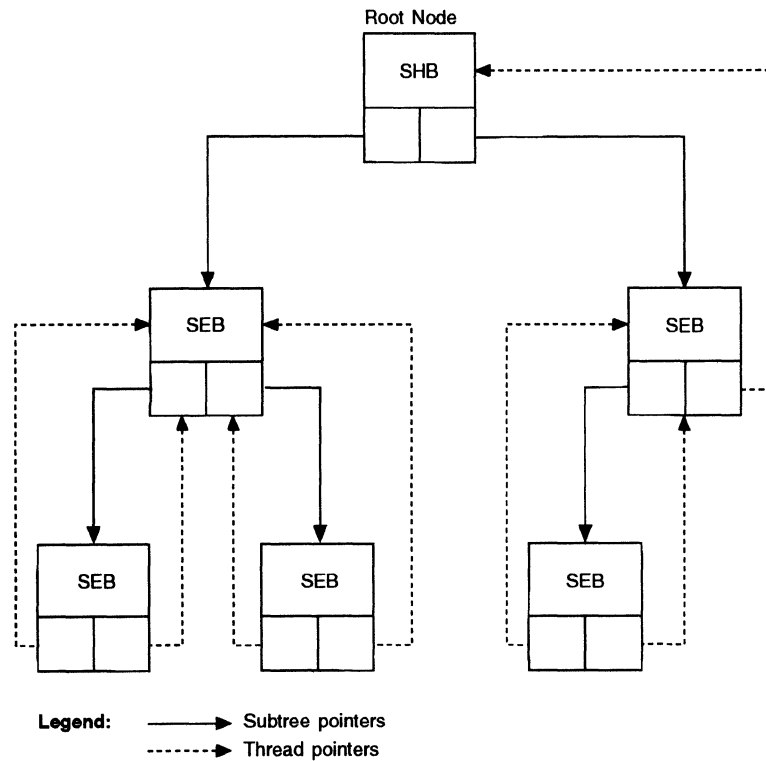 Root Node
SHB
SEB
SEB
SEB
SEB
SEB
Legend:
Subtree pointers
Thread pointers